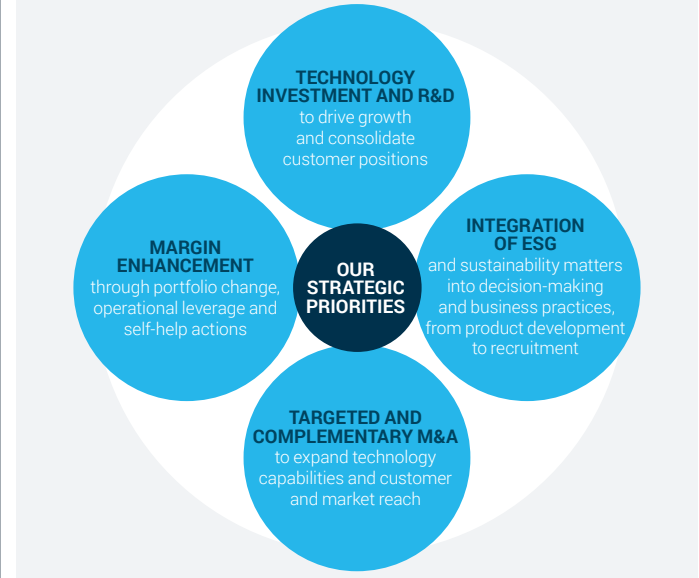 TECHNOLOGY
INVESTMENT AND R&D
to drive growth
and consolidate
customer positions
MARGIN
ENHANCEMENT
through portfolio change,
operational leverage and
self-help actions
OUR
STRATEGIC
PRIORITIES
INTEGRATION
OF ESG
and sustainability matters
into decision-making
and business practices,
from product development
to recruitment
TARGETED AND
COMPLEMENTARY M&A
to expand technology
capabilities and customer
and market reach